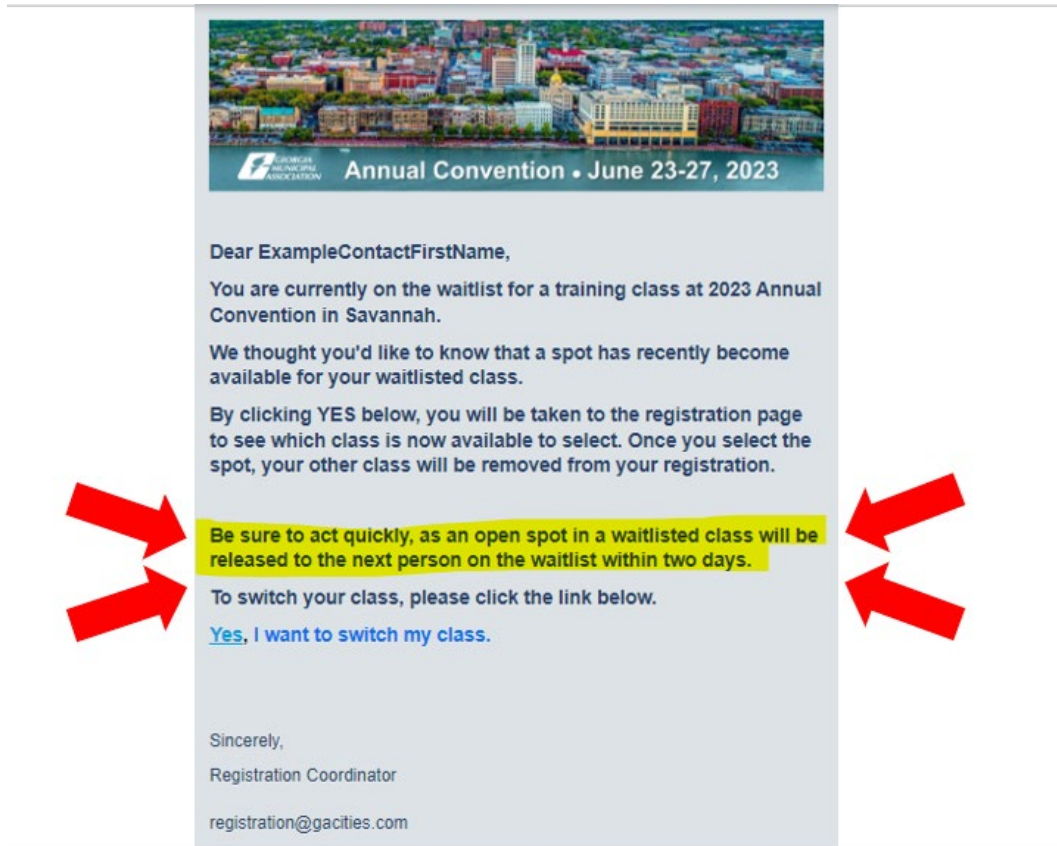 GEORGIA
MUNICIPAL
ASSOCIATION
Annual Convention • June 23-27, 2023
Dear ExampleContactFirstName,
You are currently on the waitlist for a training class at 2023 Annual
Convention in Savannah.
We thought you'd like to know that a spot has recently become
available for your waitlisted class.
By clicking YES below, you will be taken to the registration page
to see which class is now available to select. Once you select the
spot, your other class will be removed from your registration.
Be sure to act quickly, as an open spot in a waitlisted class will be
released to the next person on the waitlist within two days.
To switch your class, please click the link below.
Yes, I want to switch my class.
Sincerely,
Registration Coordinator
registration@gacities.com